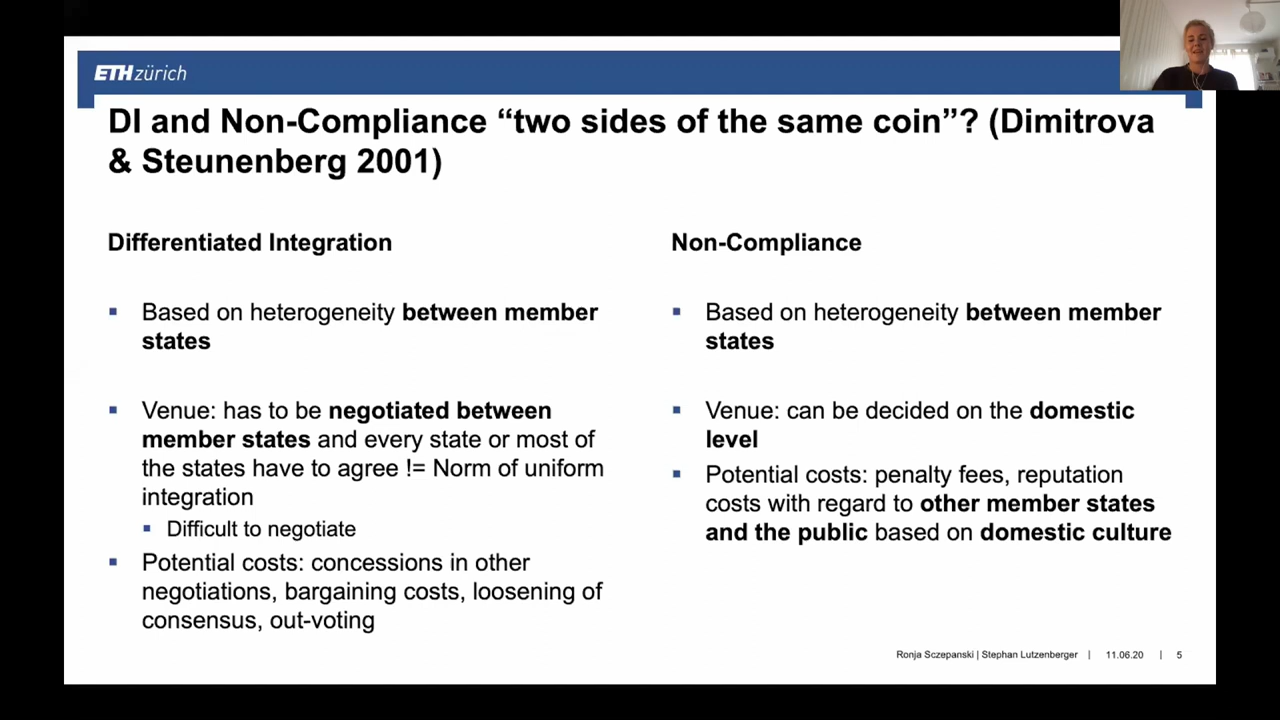 ETH zürich
DI and Non-Compliance “two sides of the same coin”? (Dimitrova
& Steunenberg 2001)
Differentiated Integration
▪ Based on heterogeneity between member
states
▪ Venue: has to be negotiated between
member states and every state or most of
the states have to agree != Norm of uniform
integration
▪ Difficult to negotiate
▪ Potential costs: concessions in other
negotiations, bargaining costs, loosening of
consensus, out-voting
Non-Compliance
▪ Based on heterogeneity between member
states
▪ Venue: can be decided on the domestic
level
▪ Potential costs: penalty fees, reputation
costs with regard to other member states
and the public based on domestic culture
Ronja Sczepanski | Stephan Lutzenberger | 11.06.20 | 5